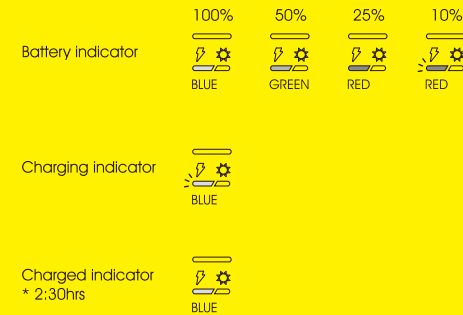 100% 50% 25% 10%
Battery indicator
BLUE GREEN RED RED
Charging indicator
BLUE
Charged indicator
* 2:30hrs
BLUE